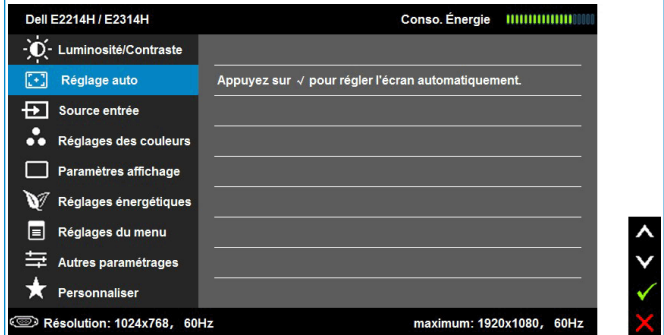 Dell E2214H / E2314H Conso. Énergie
Luminosité/Contraste
Réglage auto Appuyez sur √ pour régler l'écran automatiquement.
Source entrée
Réglages des couleurs
Paramètres affichage
Réglages énergétiques
Réglages du menu
Autres paramétrages
Personnaliser
Résolution: 1024x768, 60Hz maximum: 1920x1080, 60Hz